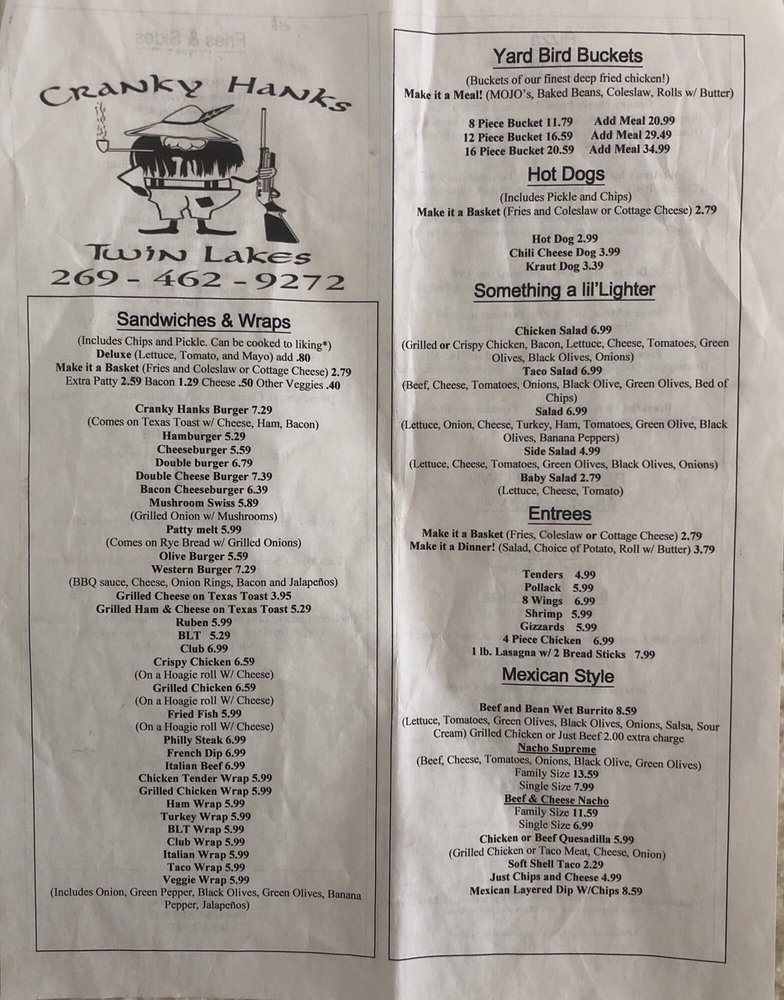 Cranky Hanks
Twin Lakes
269-462-9272
Sandwiches & Wraps
(Includes Chips and Pickle. Can be cooked to liking*)
Deluxe (Lettuce, Tomato, and Mayo) add .80
Make it a Basket (Fries and Coleslaw or Cottage Cheese) 2.79
Extra Patty 2.59 Bacon 1.29 Cheese .50 Other Veggies .40
Cranky Hanks Burger 7.29
(Comes on Texas Toast w/ Cheese, Ham, Bacon)
Hamburger 5.29
Cheeseburger 5.59
Double burger 6.79
Double Cheese Burger 7.39
Bacon Cheeseburger 6.39
Mushroom Swiss 5.89
(Grilled Onion w/ Mushrooms)
Patty melt 5.99
(Comes on Rye Bread w/ Grilled Onions)
Olive Burger 5.59
Western Burger 7.29
(BBQ sauce, Cheese, Onion Rings, Bacon and Jalapeños)
Grilled Cheese on Texas Toast 3.95
Grilled Ham & Cheese on Texas Toast 5.29
Ruben 5.99
BLT 5.29
Club 6.99
Crispy Chicken 6.59
(On a Hoagie roll W/ Cheese)
Grilled Chicken 6.59
(On a Hoagie roll W/ Cheese)
Fried Fish 5.99
(On a Hoagie roll W/ Cheese)
Philly Steak 6.99
French Dip 6.99
Italian Beef 6.99
Chicken Tender Wrap 5.99
Grilled Chicken Wrap 5.99
Ham Wrap 5.99
Turkey Wrap 5.99
BLT Wrap 5.99
Club Wrap 5.99
Italian Wrap 5.99
Taco Wrap 5.99
Veggie Wrap 5.99
(Includes Onion, Green Pepper, Black Olives, Green Olives, Banana
Pepper, Jalapeños)
Yard Bird Buckets
(Buckets of our finest deep fried chicken!)
Make it a Meal! (MOJO's, Baked Beans, Coleslaw, Rolls w/ Butter)
8 Piece Bucket 11.79 Add Meal 20.99
12 Piece Bucket 16.59 Add Meal 29.49
16 Piece Bucket 20.59 Add Meal 34.99
Hot Dogs
(Includes Pickle and Chips)
Make it a Basket (Fries and Coleslaw or Cottage Cheese) 2.79
Hot Dog 2.99
Chili Cheese Dog 3.99
Kraut Dog 3.39
Something a lil'Lighter
Chicken Salad 6.99
(Grilled or Crispy Chicken, Bacon, Lettuce, Cheese, Tomatoes, Green
Olives, Black Olives, Onions)
Taco Salad 6.99
(Beef, Cheese, Tomatoes, Onions, Black Olive, Green Olives, Bed of
Chips)
Salad 6.99
(Lettuce, Onion, Cheese, Turkey, Ham, Tomatoes, Green Olive, Black
Olives, Banana Peppers)
Side Salad 4.99
(Lettuce, Cheese, Tomatoes, Green Olives, Black Olives, Onions)
Baby Salad 2.79
(Lettuce, Cheese, Tomato)
Entrees
Make it a Basket (Fries, Coleslaw or Cottage Cheese) 2.79
Make it a Dinner! (Salad, Choice of Potato, Roll w/ Butter) 3.79
Tenders 4.99
Pollack 5.99
8 Wings 6.99
Shrimp 5.99
Gizzards 5.99
4 Piece Chicken 6.99
1 lb. Lasagna w/ 2 Bread Sticks 7.99
Mexican Style
Beef and Bean Wet Burrito 8.59
(Lettuce, Tomatoes, Green Olives, Black Olives, Onions, Salsa, Sour
Cream) Grilled Chicken or Just Beef 2.00 extra charge
Nacho Supreme
(Beef, Cheese, Tomatoes, Onions, Black Olive, Green Olives)
Family Size 13.59
Single Size 7.99
Beef & Cheese Nacho
Family Size 11.59
Single Size 6.99
Chicken or Beef Quesadilla 5.99
(Grilled Chicken or Taco Meat, Cheese, Onion)
Soft Shell Taco 2.29
Just Chips and Cheese 4.99
Mexican Layered Dip W/Chips 8.59